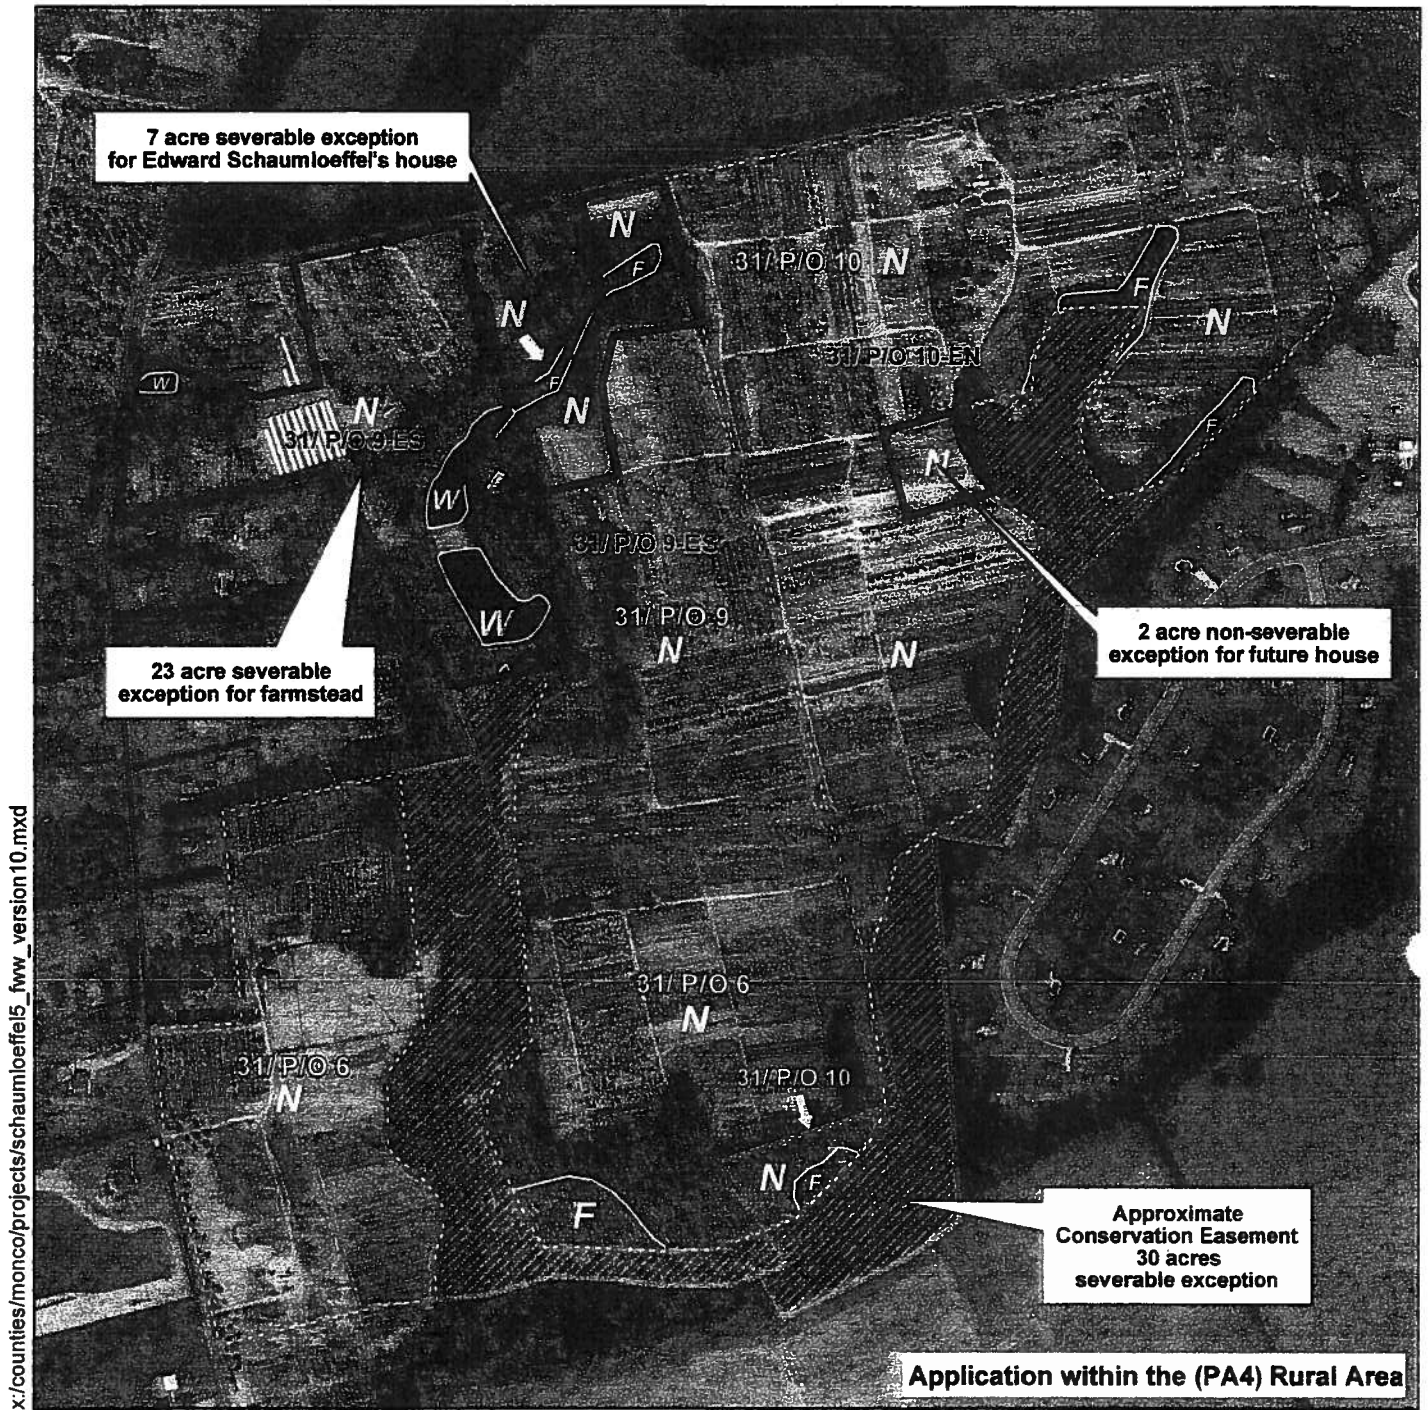 7 acre severable exception
for Edward Schaumloeffel's house
N
F
31/ P/O 10
N
F
N
N
31/ P/O 10-EN
F
N
W
N
31/ P/O 9-ES
F
N
W
31/ P/O 9-ES
W
31/ P/O 9
N
N
2 acre non-severable
exception for future house
23 acre severable
exception for farmstead
31/ P/O 6
N
31/ P/O 6
N
31/ P/O 10
N
F
F
Approximate
Conservation Easement
30 acres
severable exception
Application within the (PA4) Rural Area
x:/counties/monco/projects/schaumloeffel5_fww_version10.mxd